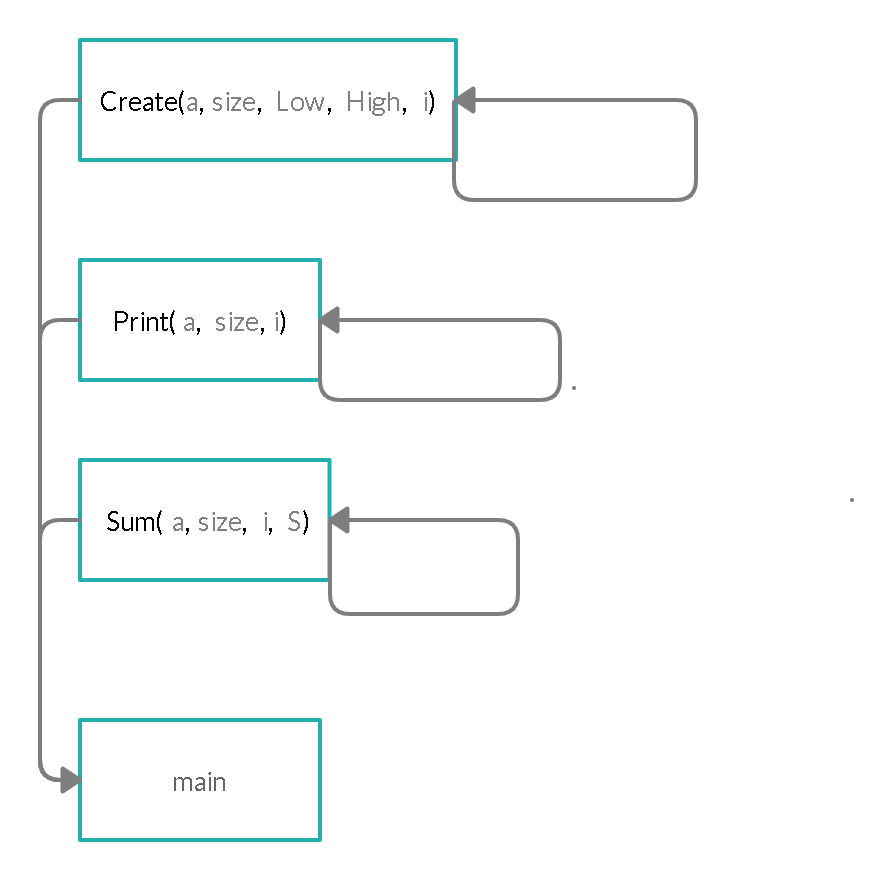 Create(a, size, Low, High, i)
Print( a, size, i)
Sum( a, size, i, S)
main